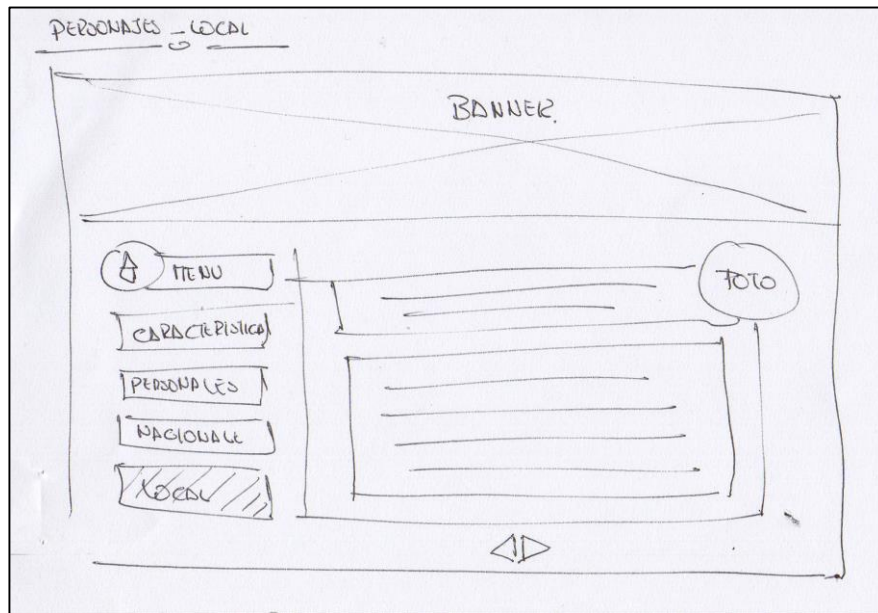 PERSONAJES - LOCAL
BANNER.
MENU
FOTO
CARACTERISTICA
PERSONALES
NACIONALE
LOCAL